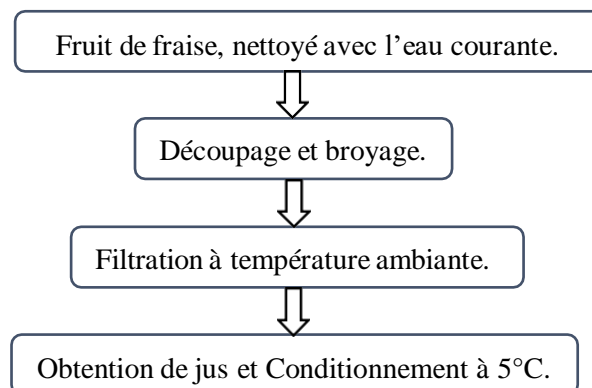 Fruit de fraise, nettoyé avec l’eau courante.
Découpage et broyage.
Filtration à température ambiante.
Obtention de jus et Conditionnement à 5°C.